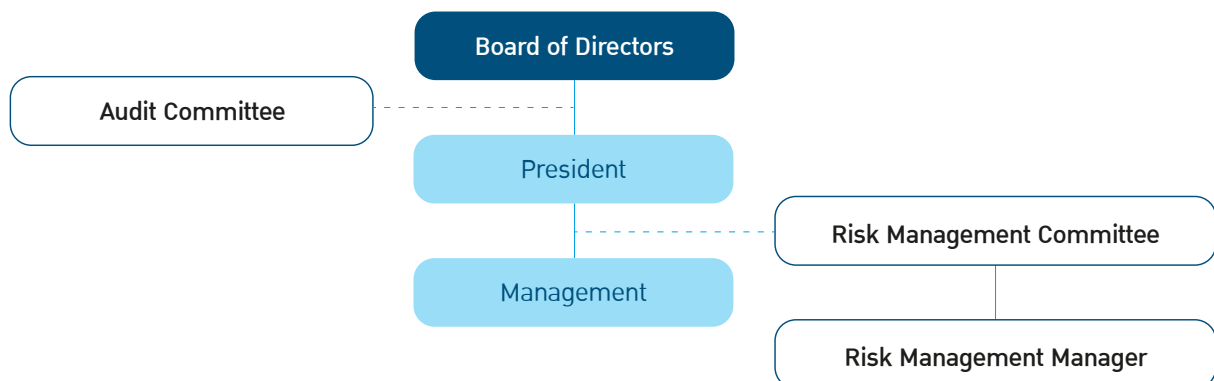 Board of Directors
Audit Committee
President
Risk Management Committee
Management
Risk Management Manager